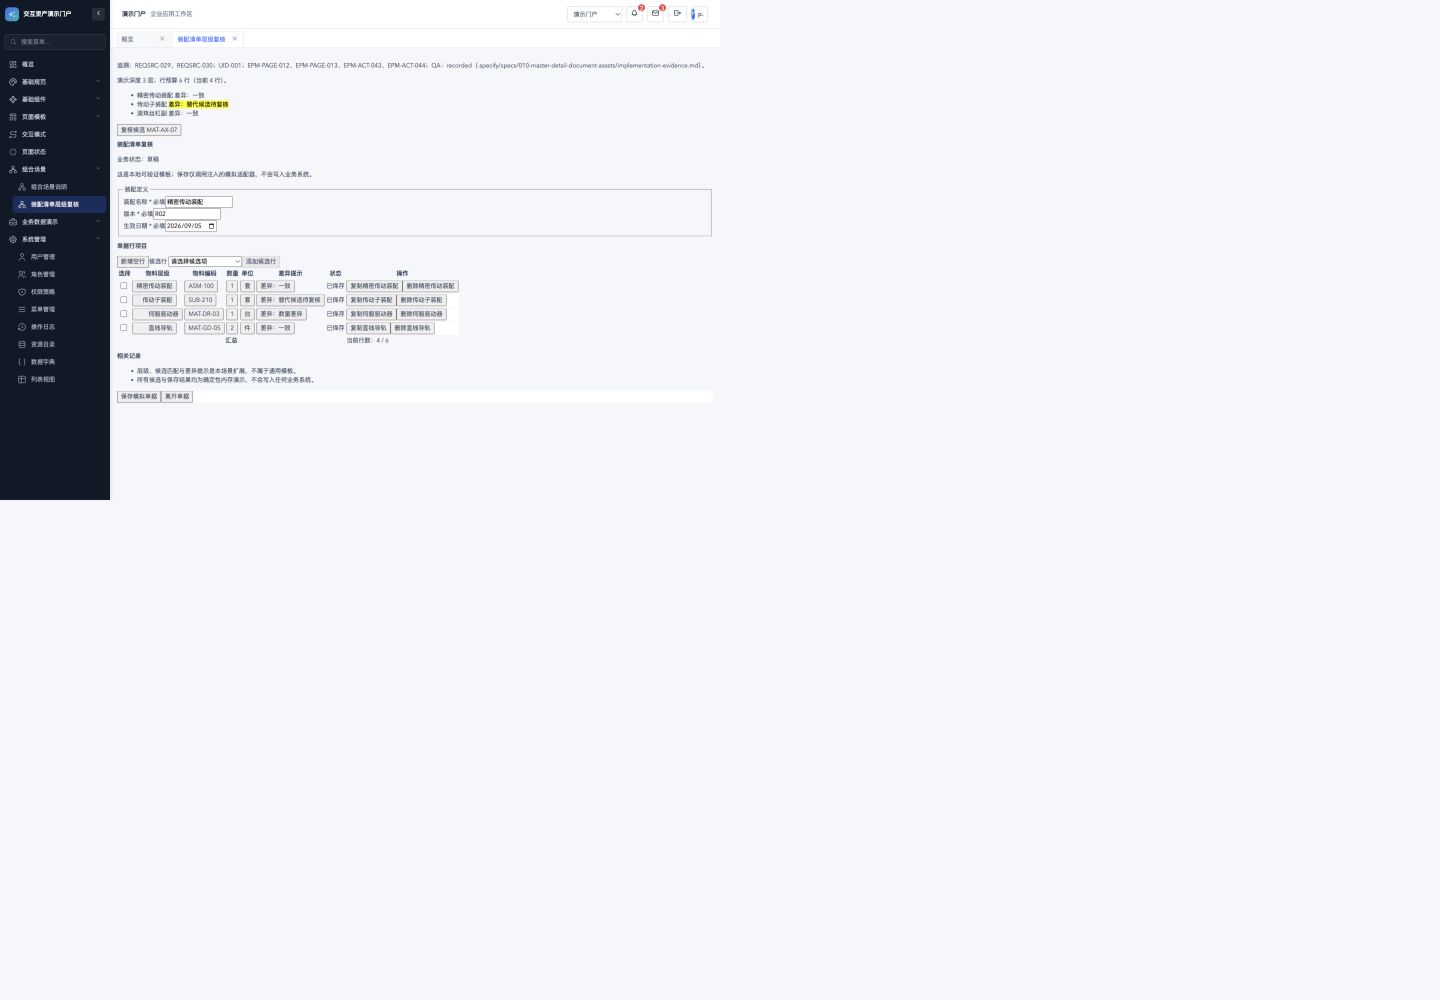 交互资产演示门户
搜索菜单...
概览
基础规范
基础组件
页面模板
交互模式
页面状态
组合场景
组合场景说明
装配清单层级复核
业务数据演示
系统管理
用户管理
角色管理
权限策略
菜单管理
操作日志
资源目录
数据字典
列表视图
演示门户 企业应用工作区
演示门户
2
3
P.
概览
装配清单层级复核
追溯：REQSRC-029、REQSRC-030；UID-001；EPM-PAGE-012、EPM-PAGE-013、EPM-ACT-043、EPM-ACT-044；QA：recorded（.specify/specs/010-master-detail-document-assets/implementation-evidence.md）。
演示深度 3 层；行预算 6 行（当前 4 行）。
精密传动装配 差异：一致
传动子装配 差异：替代候选待复核
滚珠丝杠副 差异：一致
复核候选 MAT-AX-07
装配清单复核
业务状态：草稿
这是本地可验证模板；保存仅调用注入的模拟适配器，不会写入业务系统。
装配定义
装配名称 * 必填 精密传动装配
版本 * 必填 R02
生效日期 * 必填 2026/09/05
单据行项目
新增空行 候选行 请选择候选项 添加候选行
选择 物料层级 物料编码 数量 单位 差异提示 状态 操作
精密传动装配 ASM-100 1 套 差异：一致 已保存 复制精密传动装配 删除精密传动装配
传动子装配 SUB-210 1 套 差异：替代候选待复核 已保存 复制传动子装配 删除传动子装配
伺服驱动器 MAT-DR-03 1 台 差异：数量差异 已保存 复制伺服驱动器 删除伺服驱动器
直线导轨 MAT-GD-05 2 件 差异：一致 已保存 复制直线导轨 删除直线导轨
汇总 当前行数：4 / 6
相关记录
层级、候选匹配与差异提示是本场景扩展，不属于通用模板。
所有候选与保存结果均为确定性内存演示，不会写入任何业务系统。
保存模拟单据 离开单据